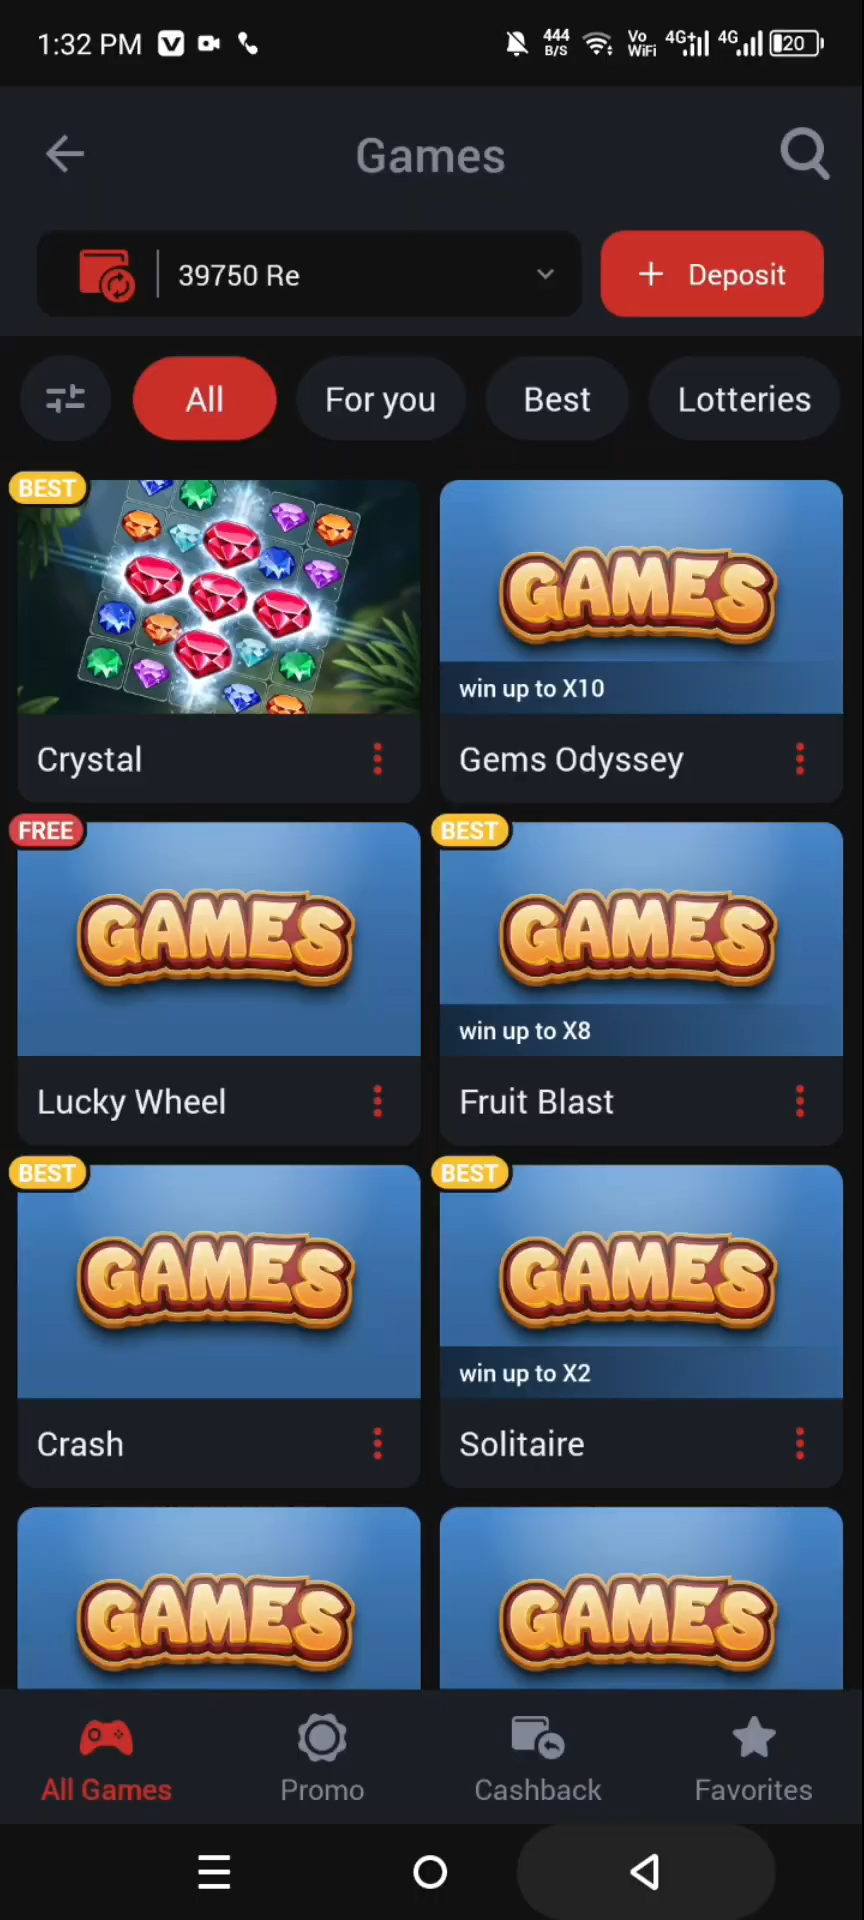 1:32 PM
444 B/S
Vo WiFi
4G+
4G
20
Games
39750 Re
+ Deposit
All
For you
Best
Lotteries
BEST
GAMES
win up to X10
Crystal
Gems Odyssey
FREE
GAMES
BEST
GAMES
win up to X8
Lucky Wheel
Fruit Blast
BEST
GAMES
BEST
GAMES
win up to X2
Crash
Solitaire
GAMES
GAMES
All Games
Promo
Cashback
Favorites